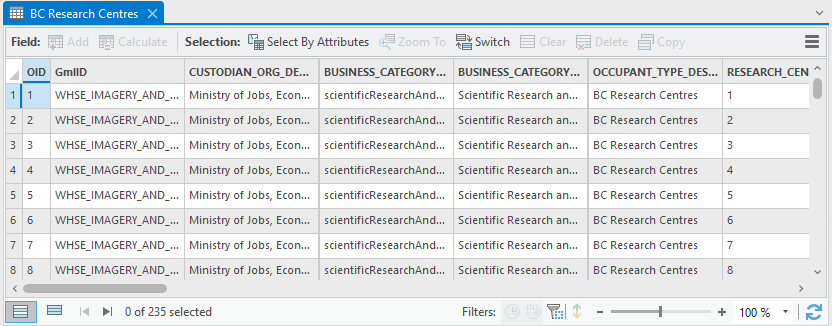 BC Research Centres
Field: Add Calculate Selection: Select By Attributes Zoom To Switch Clear Delete Copy
OID GmlID CUSTODIAN_ORG_DE... BUSINESS_CATEGORY... BUSINESS_CATEGORY... OCCUPANT_TYPE_DES... RESEARCH_CEN
1 1 WHSE_IMAGERY_AND_... Ministry of Jobs, Econ... scientificResearchAnd... Scientific Research an... BC Research Centres 1
2 2 WHSE_IMAGERY_AND_... Ministry of Jobs, Econ... scientificResearchAnd... Scientific Research an... BC Research Centres 2
3 3 WHSE_IMAGERY_AND_... Ministry of Jobs, Econ... scientificResearchAnd... Scientific Research an... BC Research Centres 3
4 4 WHSE_IMAGERY_AND_... Ministry of Jobs, Econ... scientificResearchAnd... Scientific Research an... BC Research Centres 4
5 5 WHSE_IMAGERY_AND_... Ministry of Jobs, Econ... scientificResearchAnd... Scientific Research an... BC Research Centres 5
6 6 WHSE_IMAGERY_AND_... Ministry of Jobs, Econ... scientificResearchAnd... Scientific Research an... BC Research Centres 6
7 7 WHSE_IMAGERY_AND_... Ministry of Jobs, Econ... scientificResearchAnd... Scientific Research an... BC Research Centres 7
8 8 WHSE_IMAGERY_AND_... Ministry of Jobs, Econ... scientificResearchAnd... Scientific Research an... BC Research Centres 8
0 of 235 selected Filters: 100 %